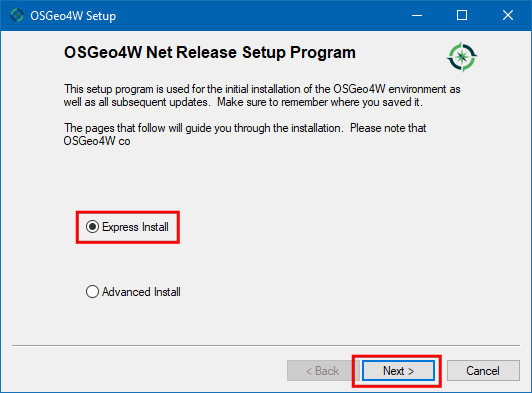 OSGeo4W Setup
OSGeo4W Net Release Setup Program
This setup program is used for the initial installation of the OSGeo4W environment as
well as all subsequent updates.  Make sure to remember where you saved it.
The pages that follow will guide you through the installation.  Please note that
OSGeo4W co
Express Install
Advanced Install
< Back
Next >
Cancel